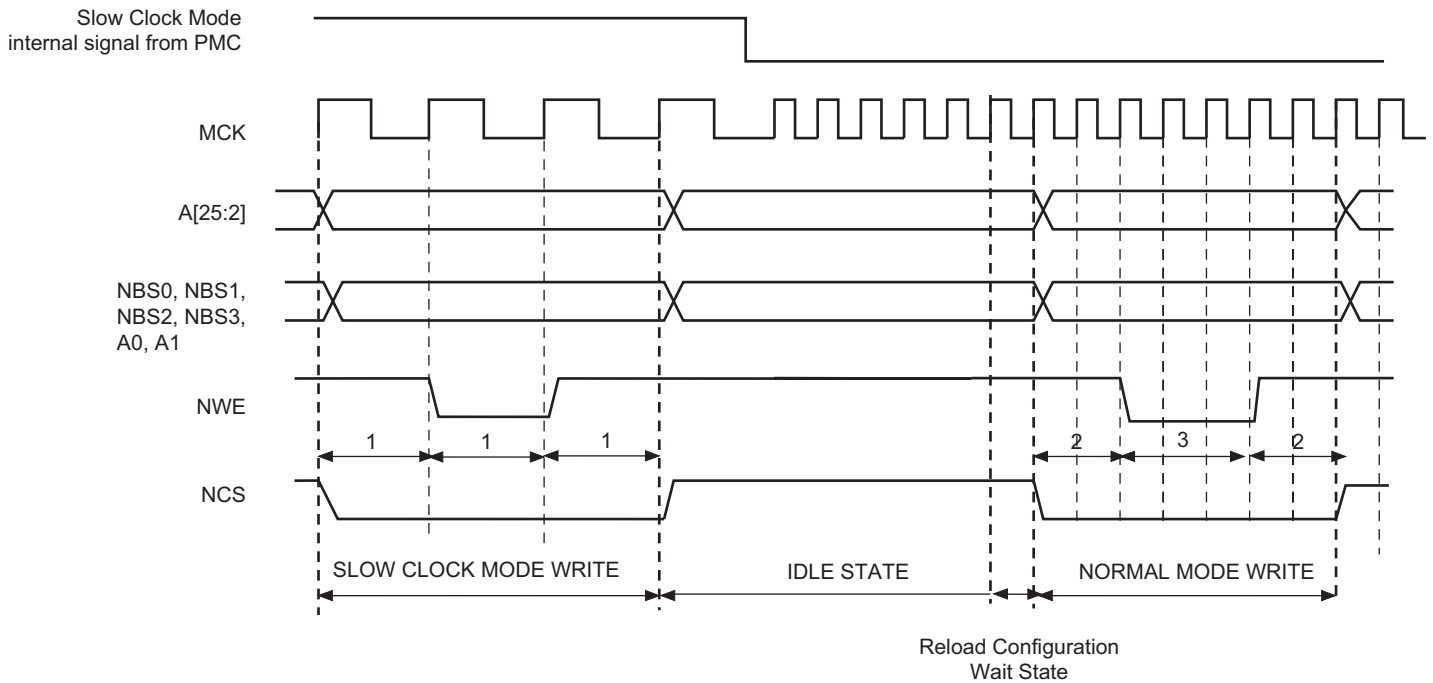 Slow Clock Mode
internal signal from PMC
MCK
A[25:2]
NBS0, NBS1,
NBS2, NBS3,
A0, A1
NWE
1 1 1 2 3 2
NCS
SLOW CLOCK MODE WRITE IDLE STATE NORMAL MODE WRITE
Reload Configuration
Wait State